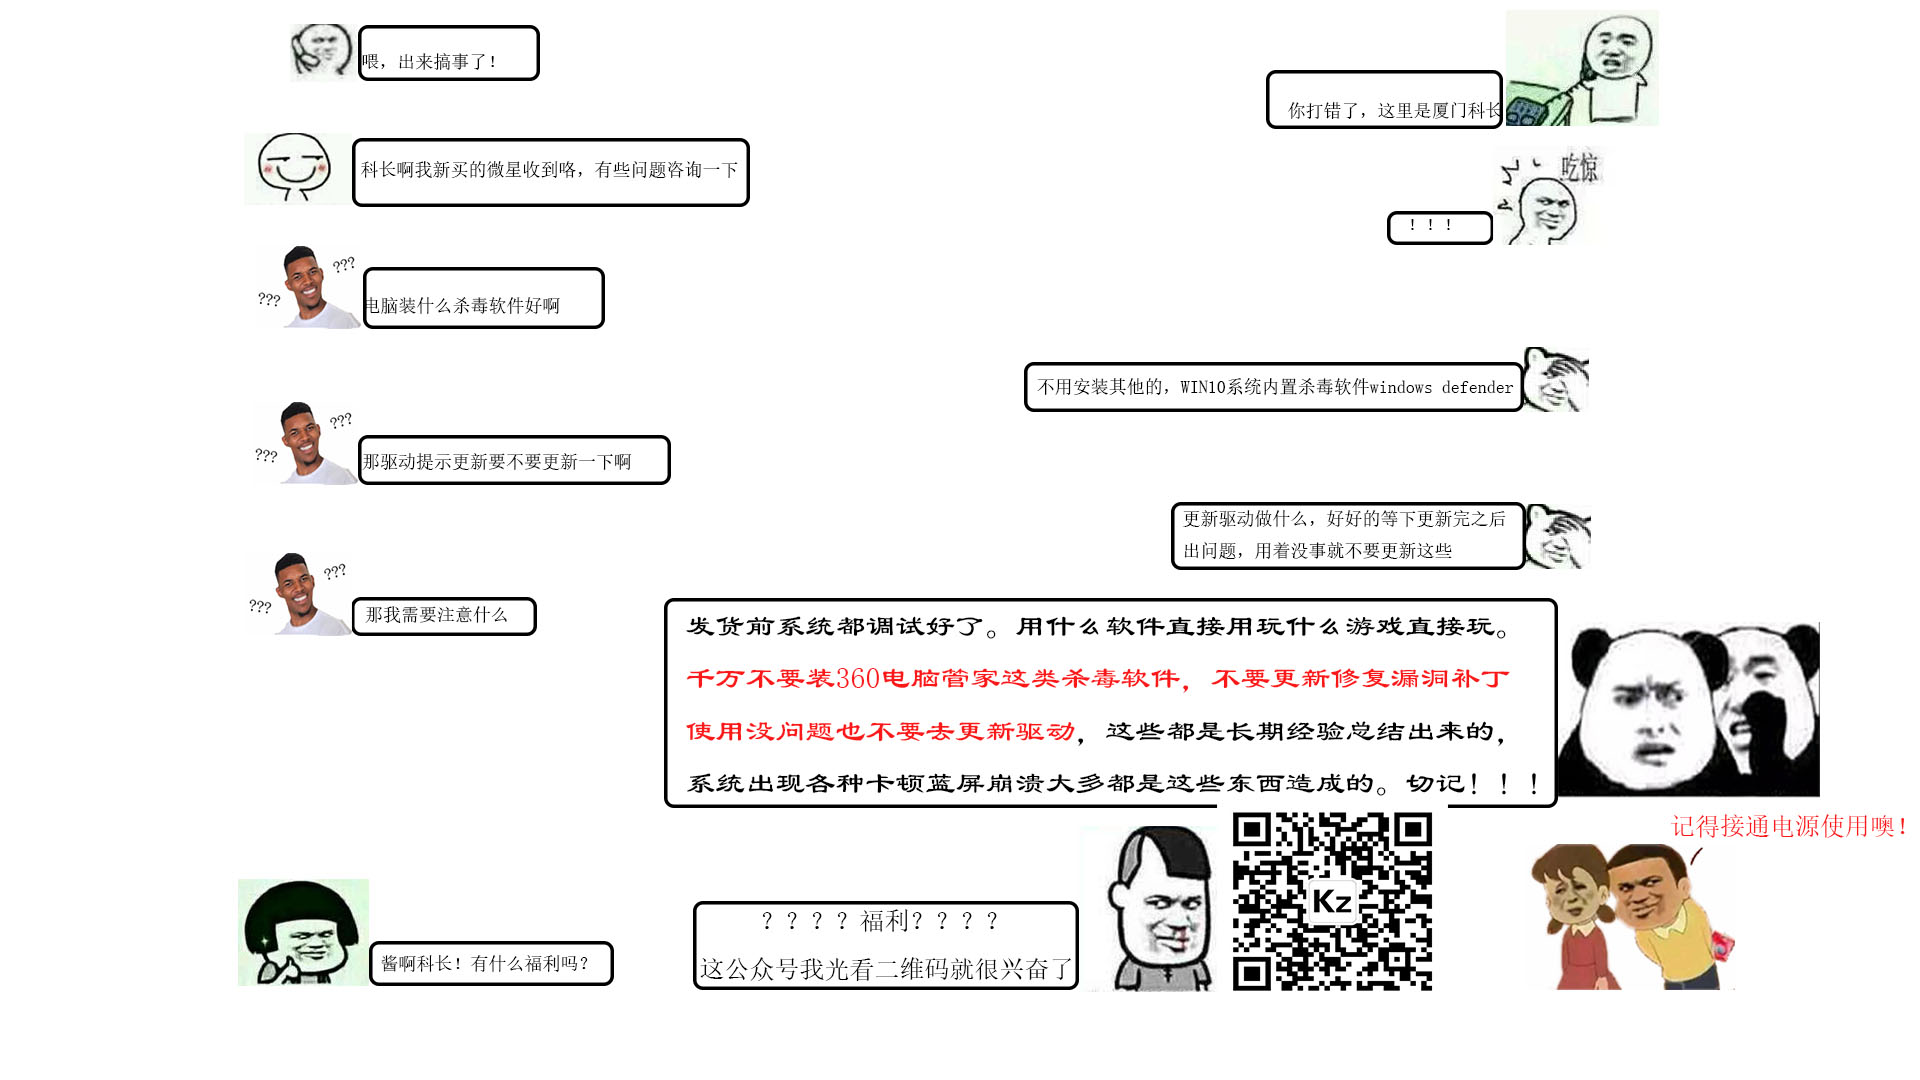 喂，出来搞事了！
你打错了，这里是厦门科长
科长啊我新买的微星收到咯，有些问题咨询一下
吃惊
！！！
???
???
电脑装什么杀毒软件好啊
不用安装其他的，WIN10系统内置杀毒软件windows defender
???
???
那驱动提示更新要不要更新一下啊
更新驱动做什么，好好的等下更新完之后
出问题，用着没事就不要更新这些
???
???
那我需要注意什么
发货前系统都调试好了。用什么软件直接用玩什么游戏直接玩。
千万不要装360电脑管家这类杀毒软件，不要更新修复漏洞补丁
使用没问题也不要去更新驱动，这些都是长期经验总结出来的，
系统出现各种卡顿蓝屏崩溃大多都是这些东西造成的。切记！！！
记得接通电源使用噢！
酱啊科长！有什么福利吗？
？？？？福利？？？？
这公众号我光看二维码就很兴奋了
Kz